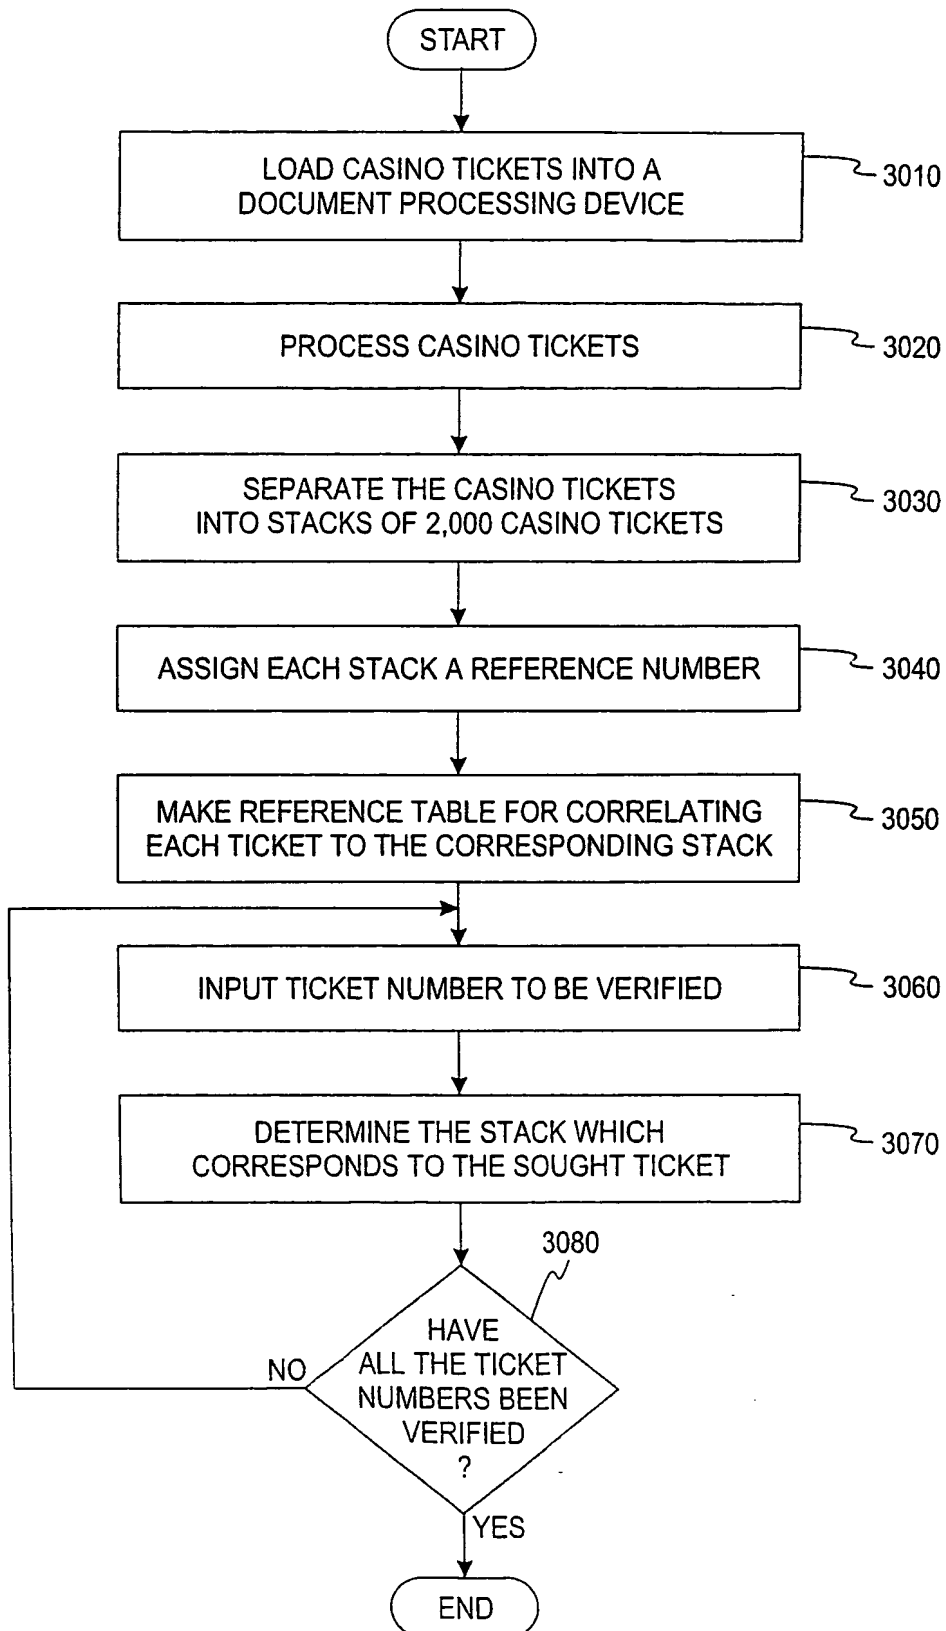 START
LOAD CASINO TICKETS INTO A
DOCUMENT PROCESSING DEVICE
3010
PROCESS CASINO TICKETS
3020
SEPARATE THE CASINO TICKETS
INTO STACKS OF 2,000 CASINO TICKETS
3030
ASSIGN EACH STACK A REFERENCE NUMBER
3040
MAKE REFERENCE TABLE FOR CORRELATING
EACH TICKET TO THE CORRESPONDING STACK
3050
INPUT TICKET NUMBER TO BE VERIFIED
3060
DETERMINE THE STACK WHICH
CORRESPONDS TO THE SOUGHT TICKET
3070
3080
HAVE
ALL THE TICKET
NUMBERS BEEN
VERIFIED
?
NO
YES
END